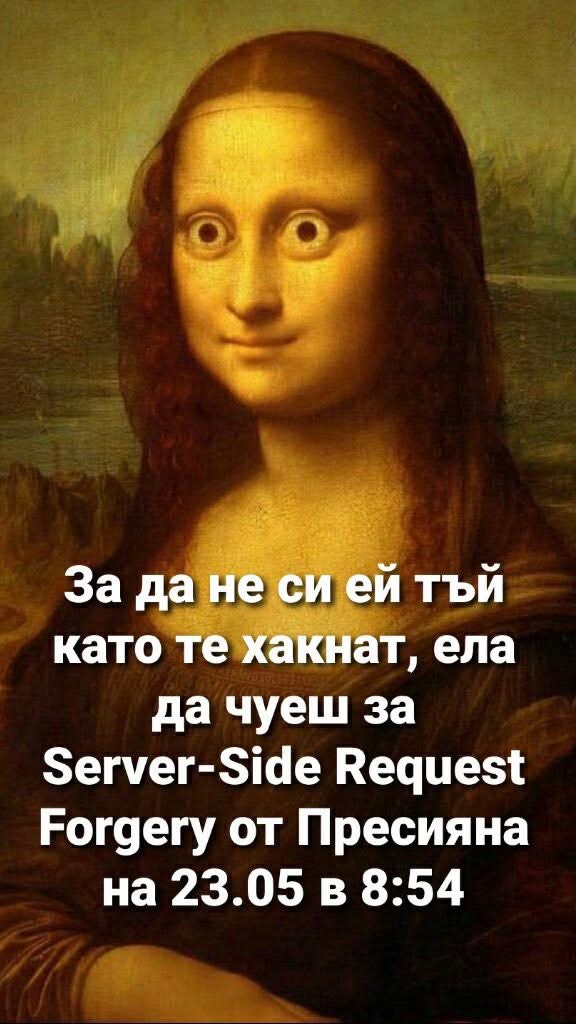 За да не си ей тъй
като те хакнат, ела
да чуеш за
Server-Side Request
Forgery от Пресияна
на 23.05 в 8:54